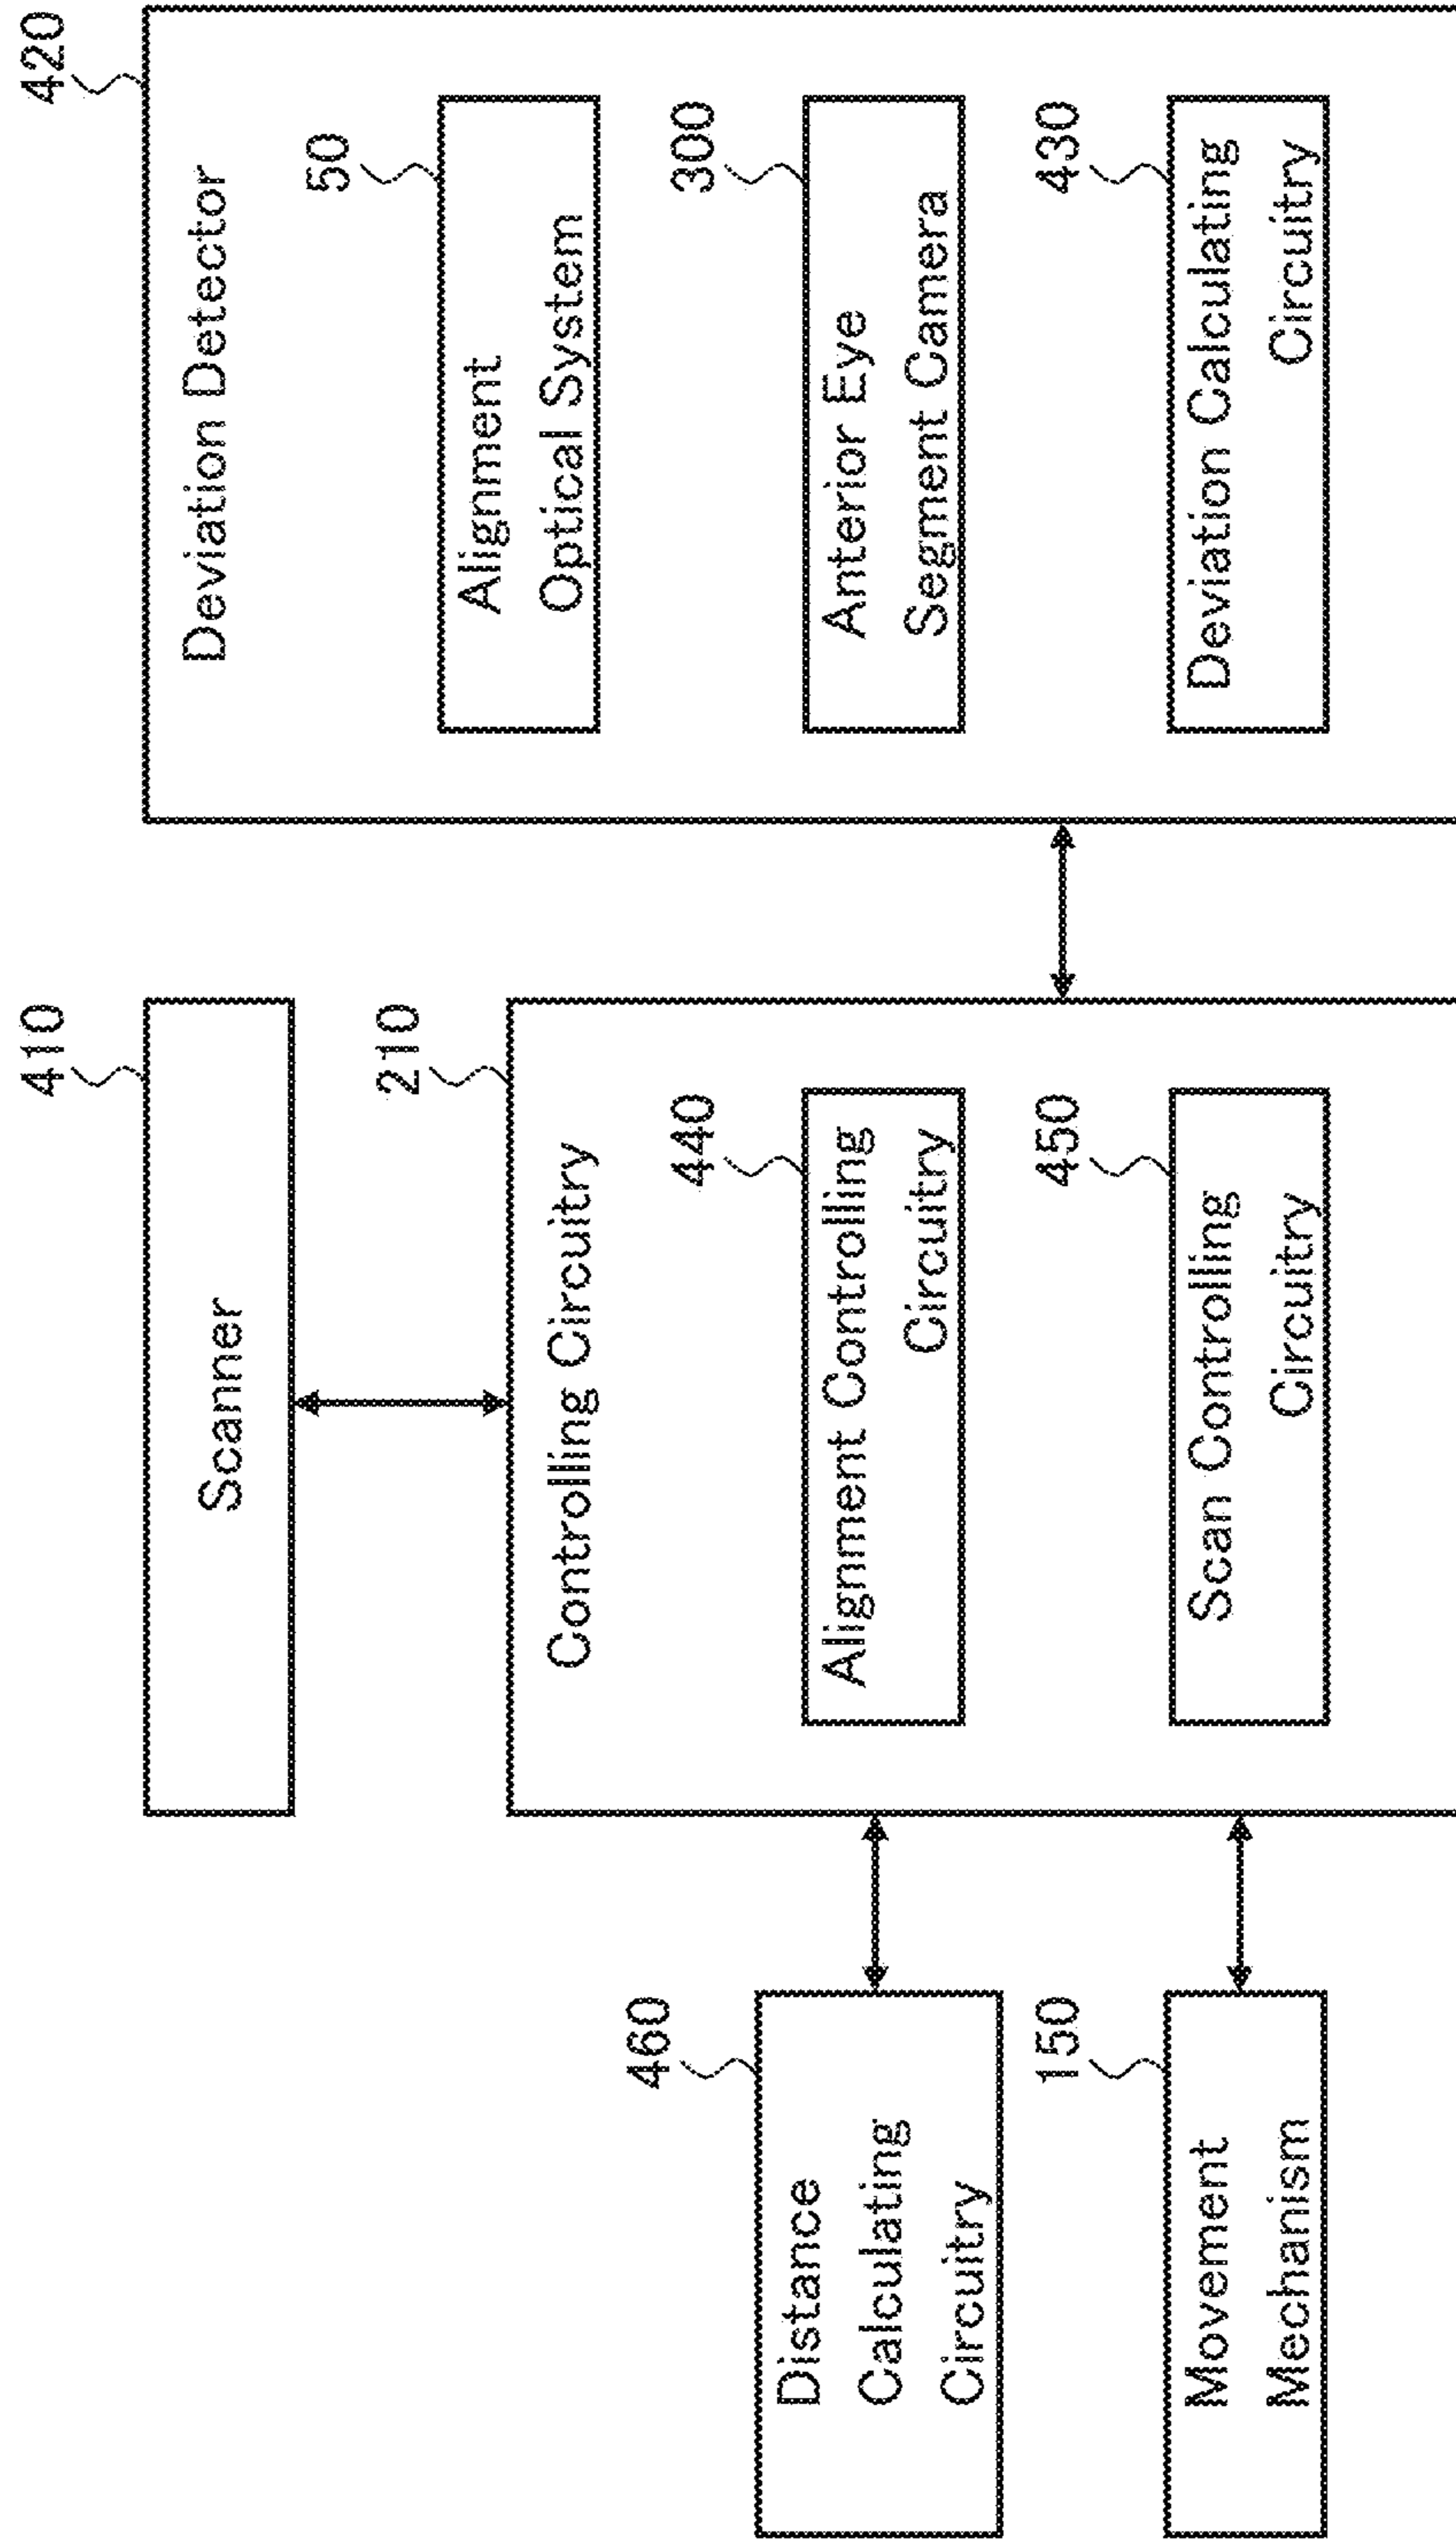 410
Scanner
420
Deviation Detector
50
Alignment
Optical System
210
Controlling Circuitry
460
Distance
Calculating
Circuitry
440
Alignment Controlling
Circuitry
300
Anterior Eye
Segment Camera
150
Movement
Mechanism
450
Scan Controlling
Circuitry
430
Deviation Calculating
Circuitry